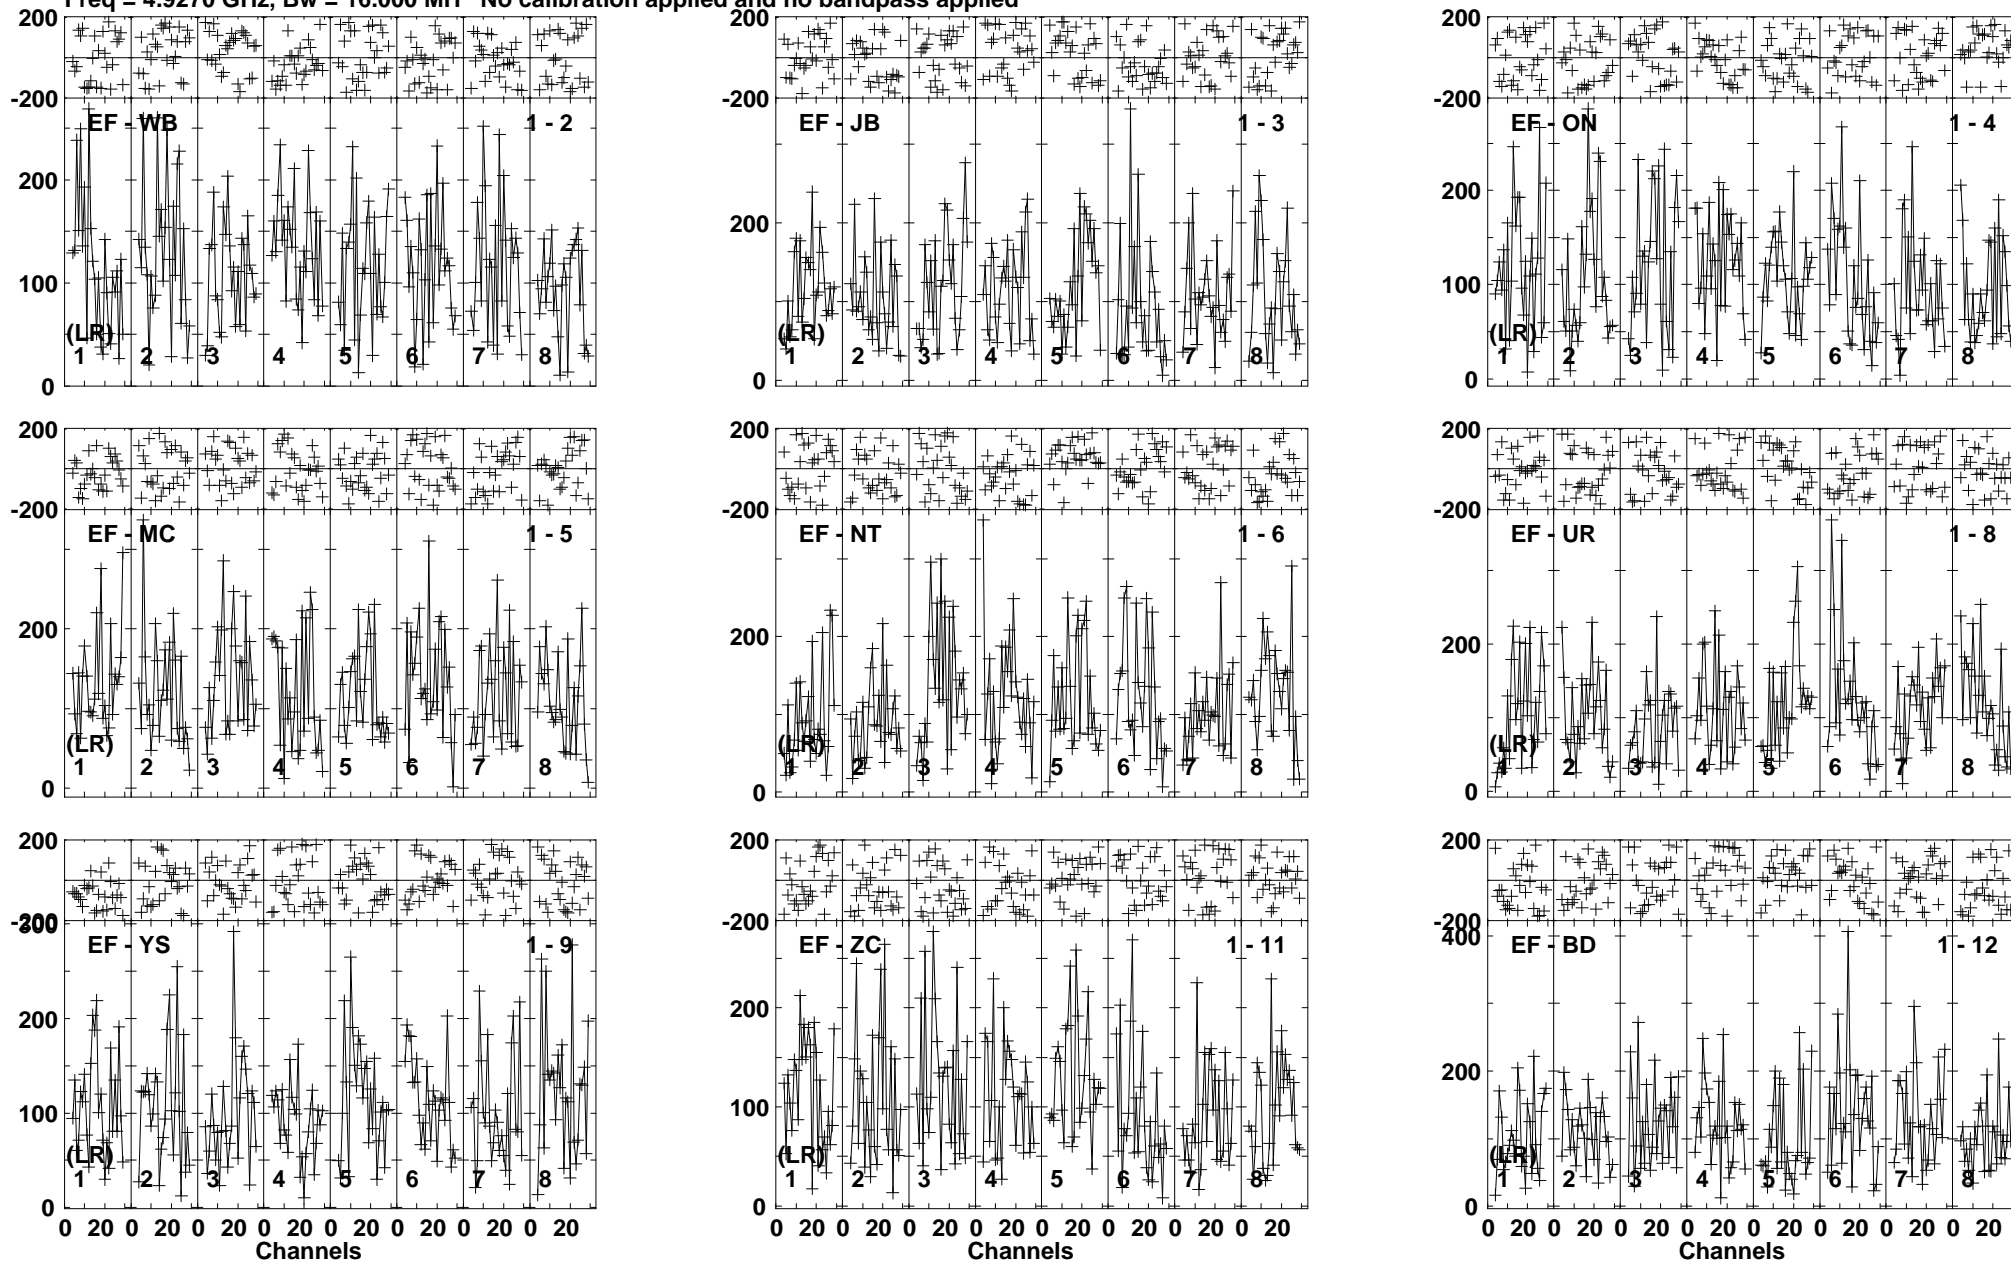 Freq = 4.9270 GHz, Bw = 16.000 MH No calibration applied and no bandpass applied
200 200 200
-200 -200 -200
EF - WB 1 - 2 EF - JB 1 - 3 EF - ON 1 - 4
200 200 200
100 100
(LR) (LR) (LR)
1 2 3 4 5 6 7 8 1 2 3 4 5 6 7 8 1 2 3 4 5 6 7 8
0 0 0
200 200 200
-200 -200 -200
EF - MC 1 - 5 EF - NT 1 - 6 EF - UR 1 - 8
200 200 200
(LR) (LR) (LR)
1 2 3 4 5 6 7 8 1 2 3 4 5 6 7 8 1 2 3 4 5 6 7 8
0 0 0
200 200 200
-200 -200 -200
300 400
EF - YS 1 - 9 EF - ZC 1 - 11 EF - BD 1 - 12
200 200 200
100 100
(LR) (LR) (LR)
1 2 3 4 5 6 7 8 1 2 3 4 5 6 7 8 1 2 3 4 5 6 7 8
0 0 0
0 20 0 20 0 20 0 20 0 20 0 20 0 20 0 20 0 20 0 20 0 20 0 20 0 20 0 20 0 20 0 20 0 20 0 20 0 20 0 20 0 20 0 20 0 20 0 20
Channels Channels Channels